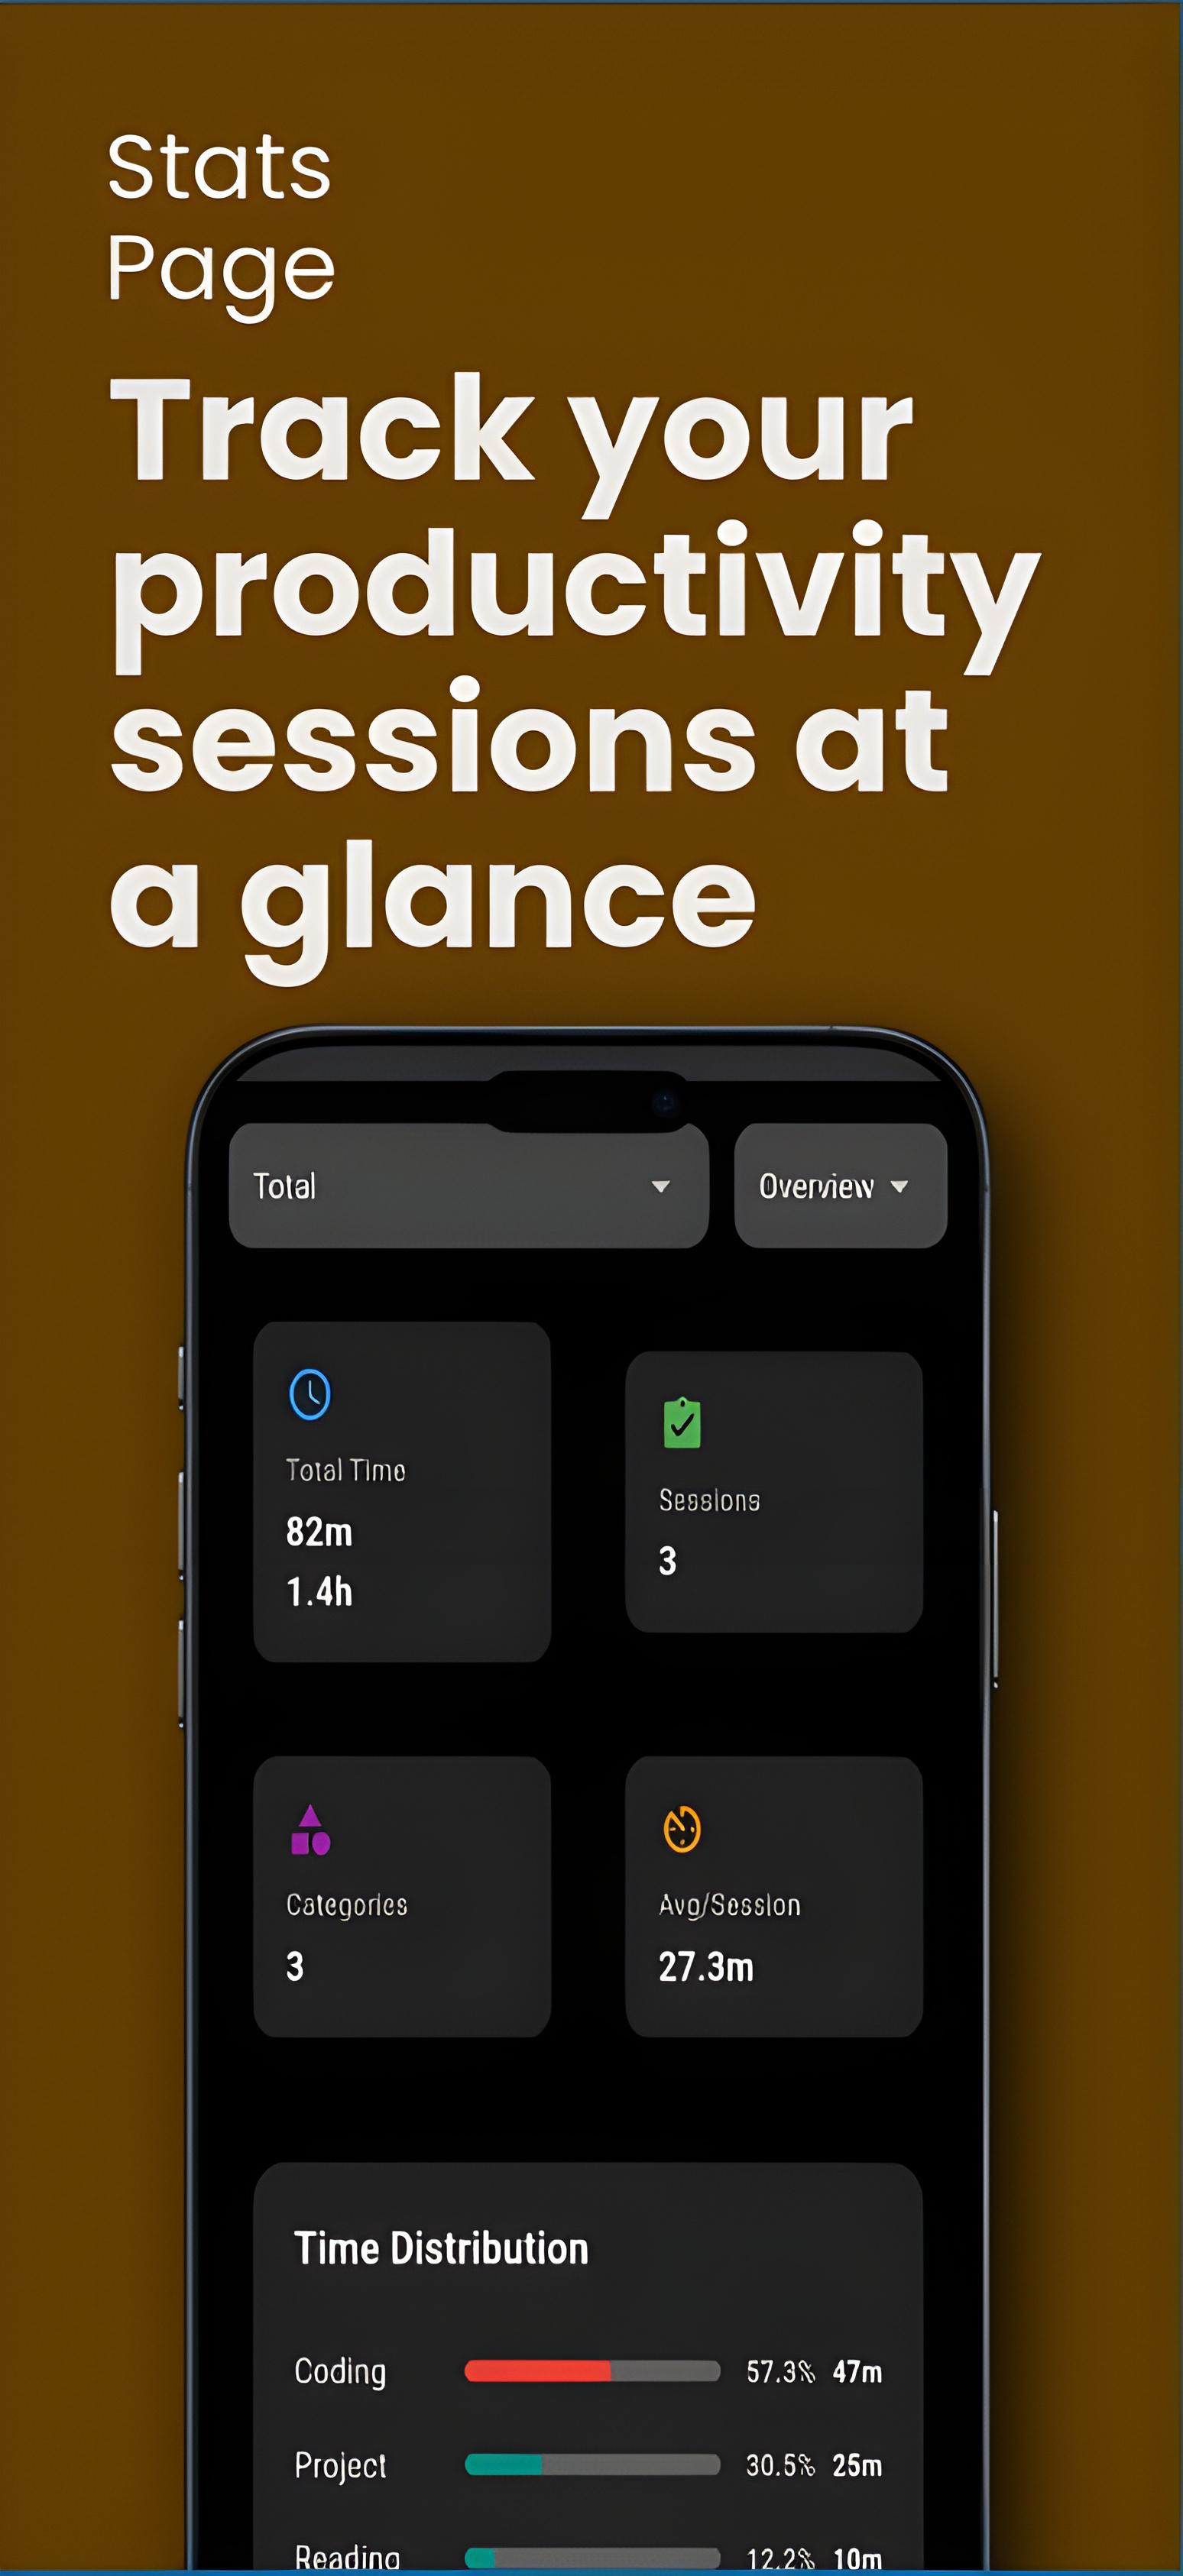 Stats
Page
Track your
productivity
sessions at
a glance
Total Overview
Total Time
82m
1.4h
Sessions
3
Categories
3
Avg/Session
27.3m
Time Distribution
Coding 57.3% 47m
Project 30.5% 25m
Reading 12.2% 10m